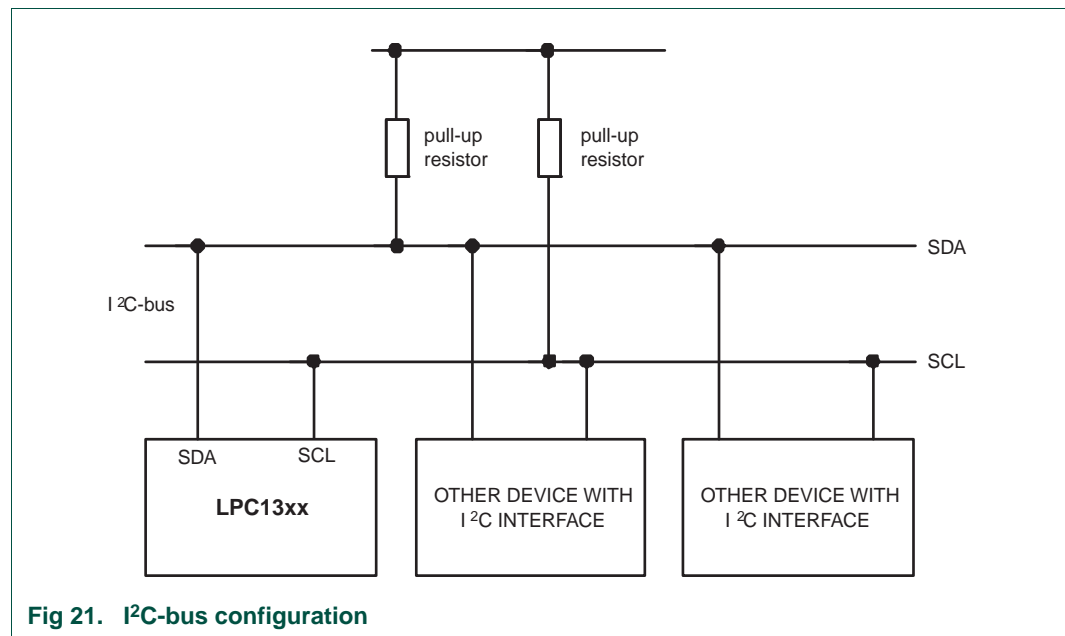 pull-up
resistor
pull-up
resistor
SDA
I ²C-bus
SCL
SDA
SCL
LPC13xx
OTHER DEVICE WITH
I ²C INTERFACE
OTHER DEVICE WITH
I ²C INTERFACE
Fig 21. I²C-bus configuration